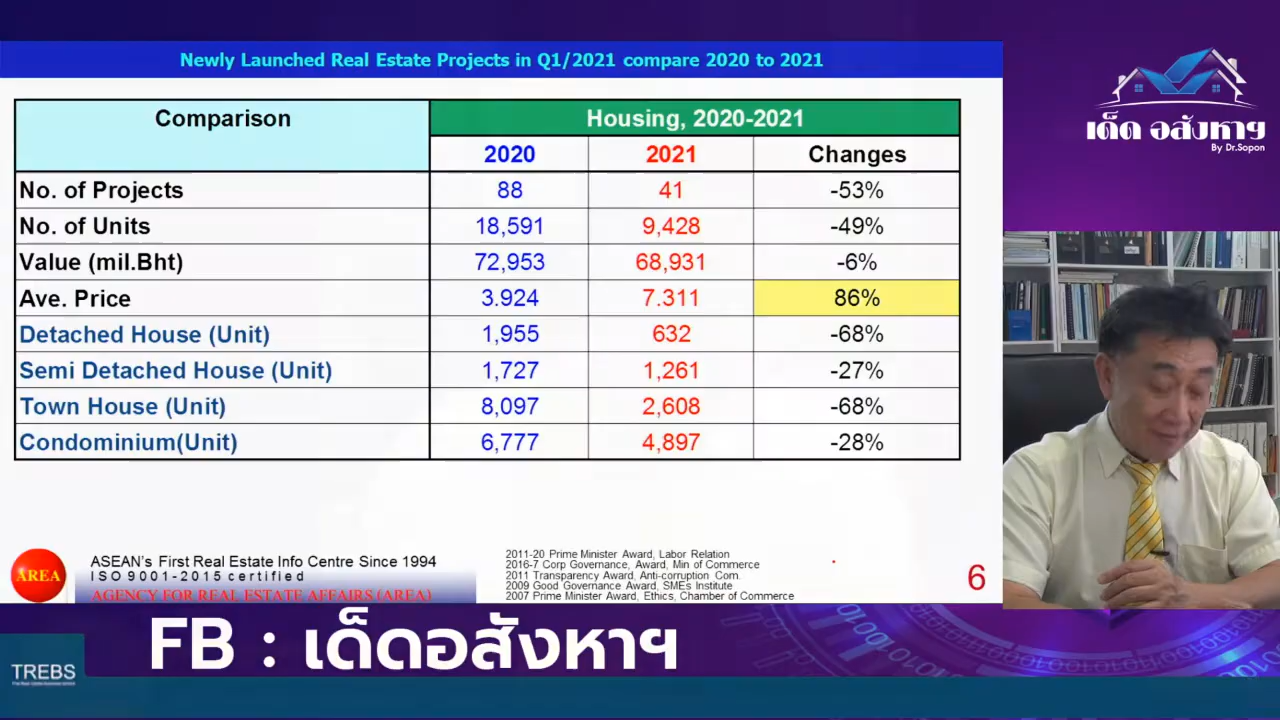 Newly Launched Real Estate Projects in Q1/2021 compare 2020 to 2021
Comparison
Housing, 2020-2021
2020 2021 Changes
No. of Projects 88 41 -53%
No. of Units 18,591 9,428 -49%
Value (mil.Bht) 72,953 68,931 -6%
Ave. Price 3.924 7.311 86%
Detached House (Unit) 1,955 632 -68%
Semi Detached House (Unit) 1,727 1,261 -27%
Town House (Unit) 8,097 2,608 -68%
Condominium(Unit) 6,777 4,897 -28%
AREA
ASEAN's First Real Estate Info Centre Since 1994
ISO 9001-2015 certified
AGENCY FOR REAL ESTATE AFFAIRS (AREA)
2011-20 Prime Minister Award, Labor Relation
2016-7 Corp Governance, Award, Min of Commerce
2011 Transparency Award, Anti-corruption Com.
2009 Good Governance Award, SMEs Institute
2007 Prime Minister Award, Ethics, Chamber of Commerce
6
เด็ด อสังหาฯ
By Dr.Sopon
FB : เด็ดอสังหาฯ
TREBS